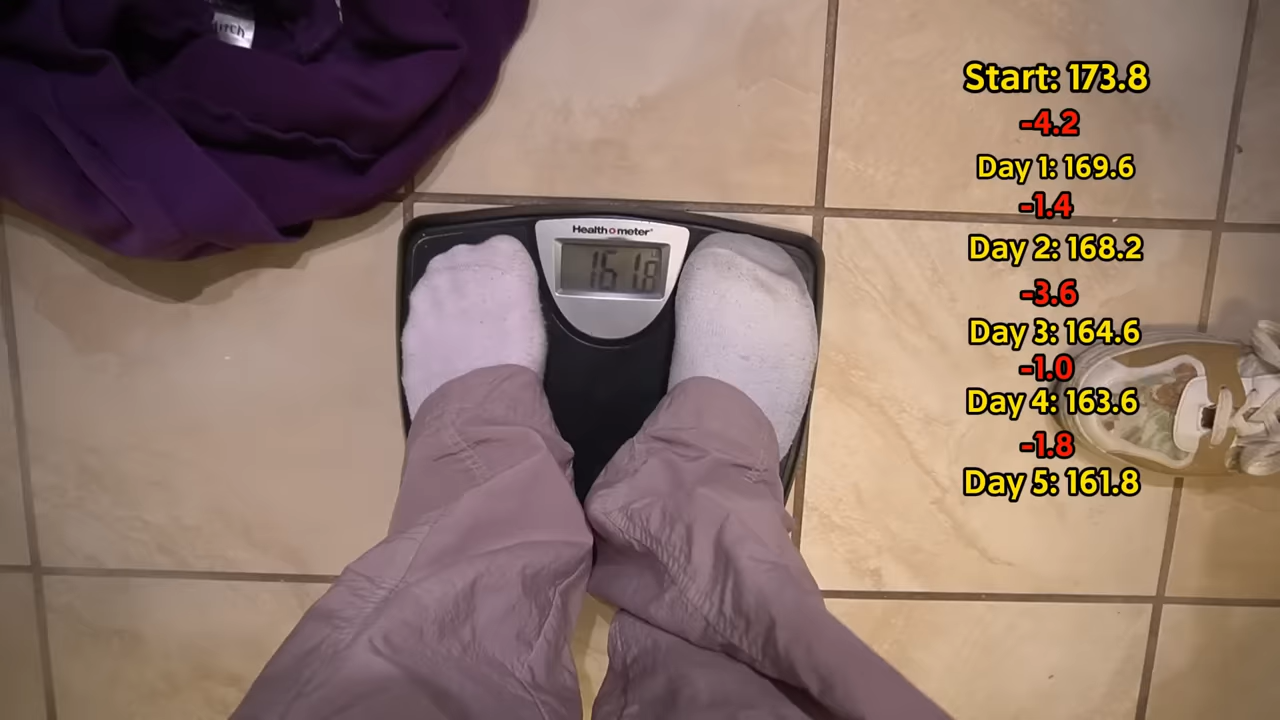 Health o meter
161.8
Start: 173.8
-4.2
Day 1: 169.6
-1.4
Day 2: 168.2
-3.6
Day 3: 164.6
-1.0
Day 4: 163.6
-1.8
Day 5: 161.8